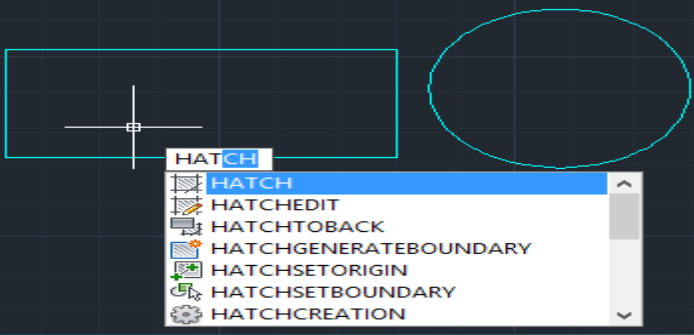 HATCH
HATCH
HATCHEDIT
HATCHTOBACK
HATCHGENERATEBOUNDARY
HATCHSETORIGIN
HATCHSETBOUNDARY
HATCHCREATION